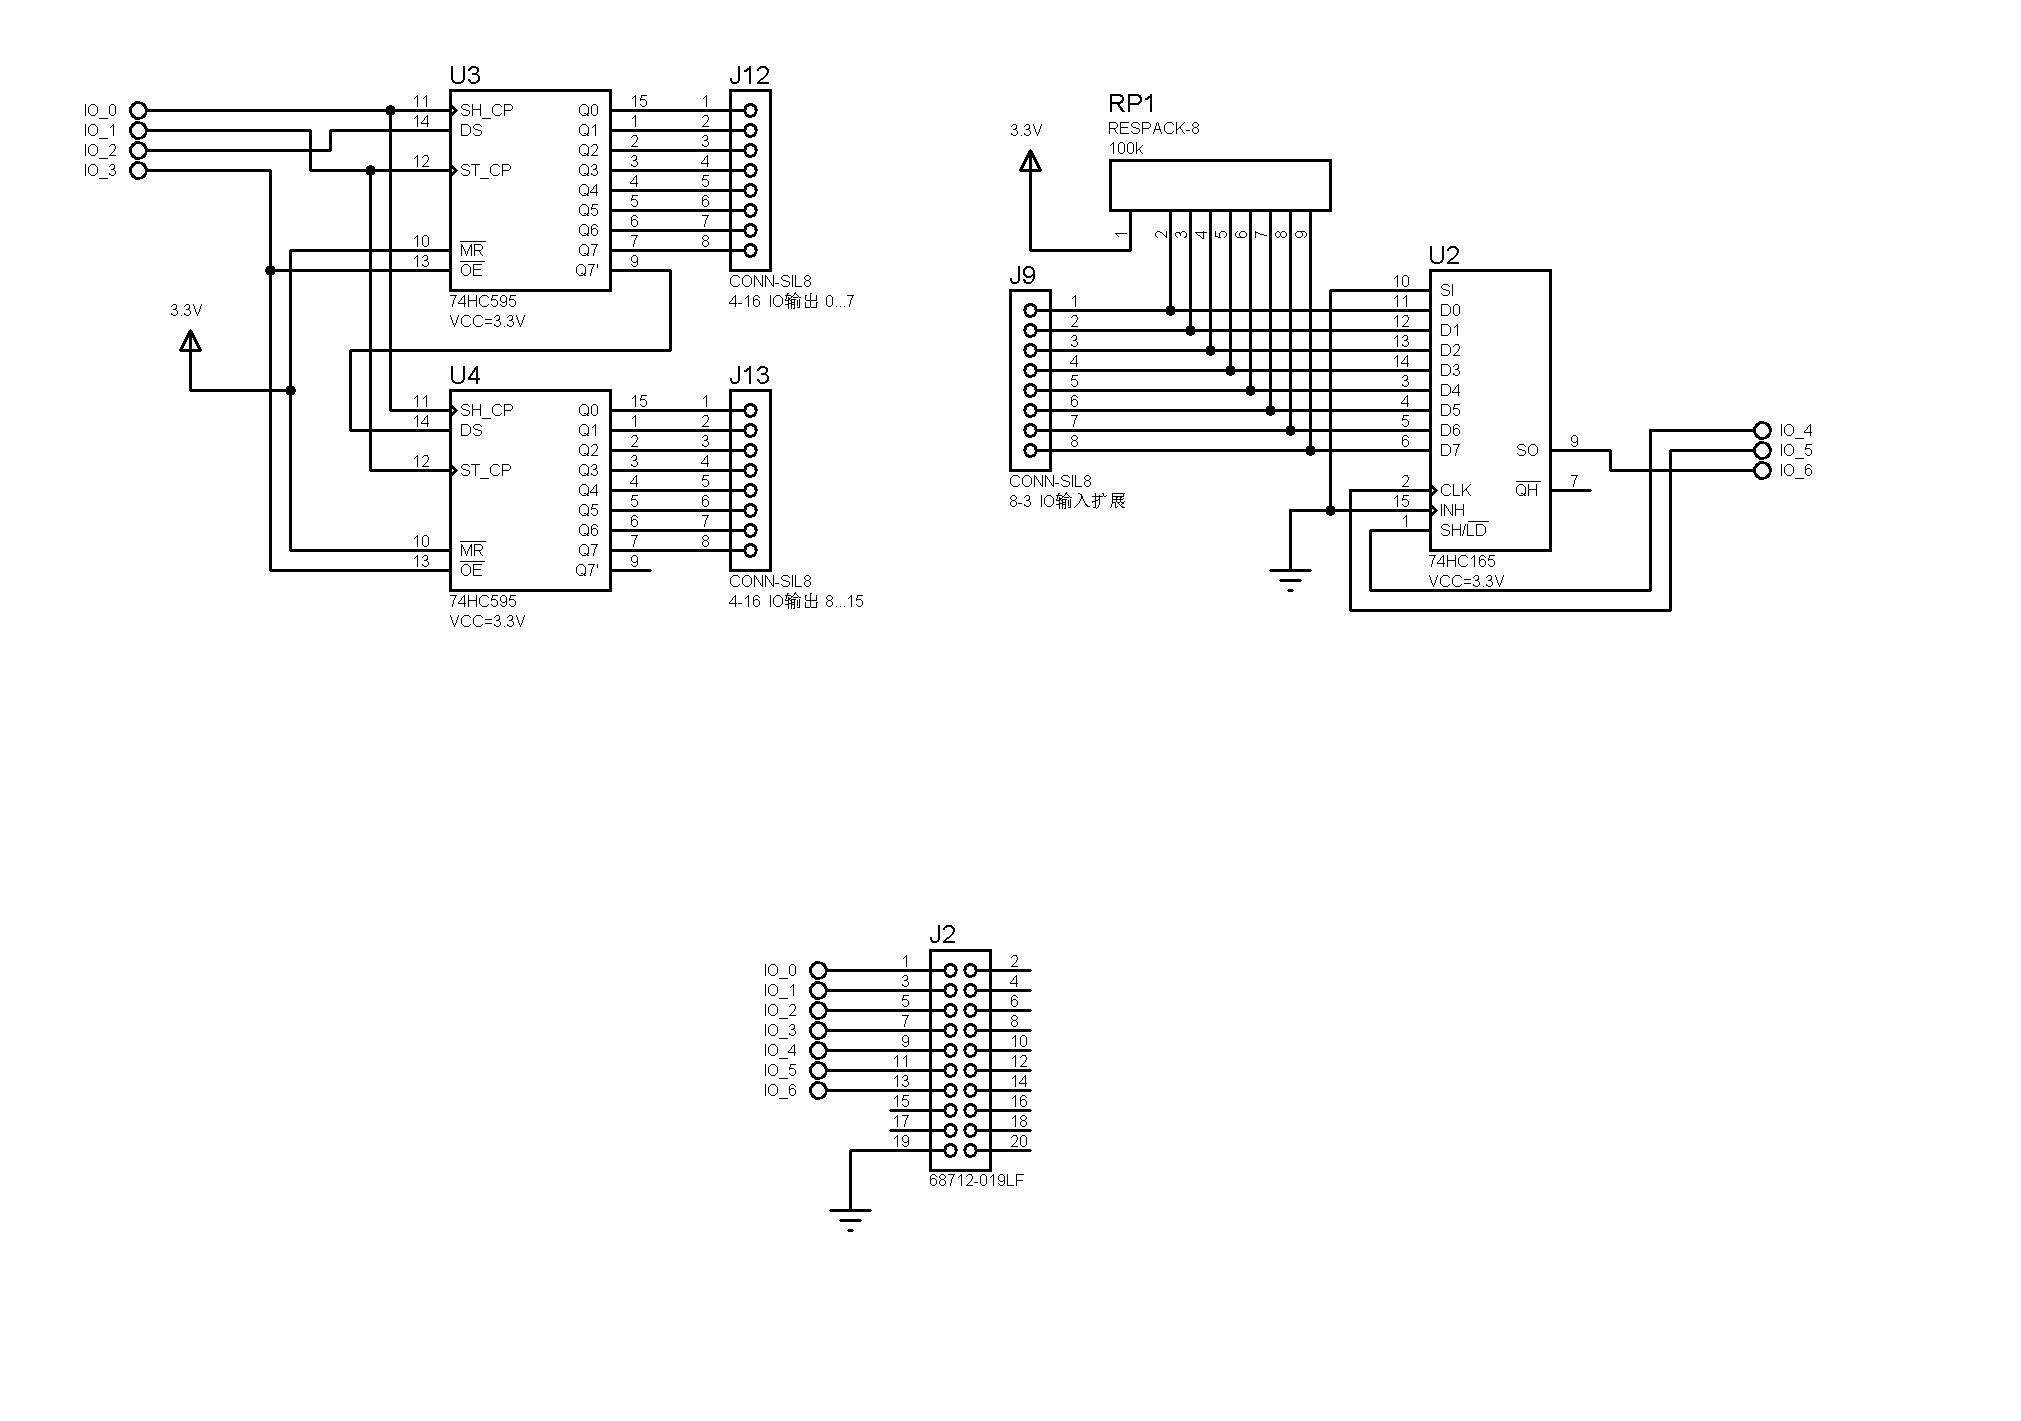 U3
J12
IO_0
11
SH_CP
Q0
15
1
IO_1
14
DS
Q1
1
2
IO_2
Q2
2
3
IO_3
12
ST_CP
Q3
3
4
Q4
4
5
Q5
5
6
Q6
6
7
10
MR
Q7
7
8
13
OE
Q7'
9
74HC595
VCC=3.3V
CONN-SIL8
4-16 IO输出 0...7
3.3V
U4
J13
11
SH_CP
Q0
15
1
14
DS
Q1
1
2
Q2
2
3
12
ST_CP
Q3
3
4
Q4
4
5
Q5
5
6
Q6
6
7
10
MR
Q7
7
8
13
OE
Q7'
9
74HC595
VCC=3.3V
CONN-SIL8
4-16 IO输出 8...15
RP1
RESPACK-8
100k
3.3V
1
2
3
4
5
6
7
8
9
J9
U2
10
SI
1
11
D0
2
12
D1
3
13
D2
4
14
D3
5
3
D4
6
4
D5
7
5
D6
8
6
D7
SO
9
2
CLK
QH
7
15
INH
1
SH/LD
CONN-SIL8
8-3 IO输入扩展
74HC165
VCC=3.3V
IO_4
IO_5
IO_6
J2
IO_0
1
2
IO_1
3
4
IO_2
5
6
IO_3
7
8
IO_4
9
10
IO_5
11
12
IO_6
13
14
15
16
17
18
19
20
68712-019LF